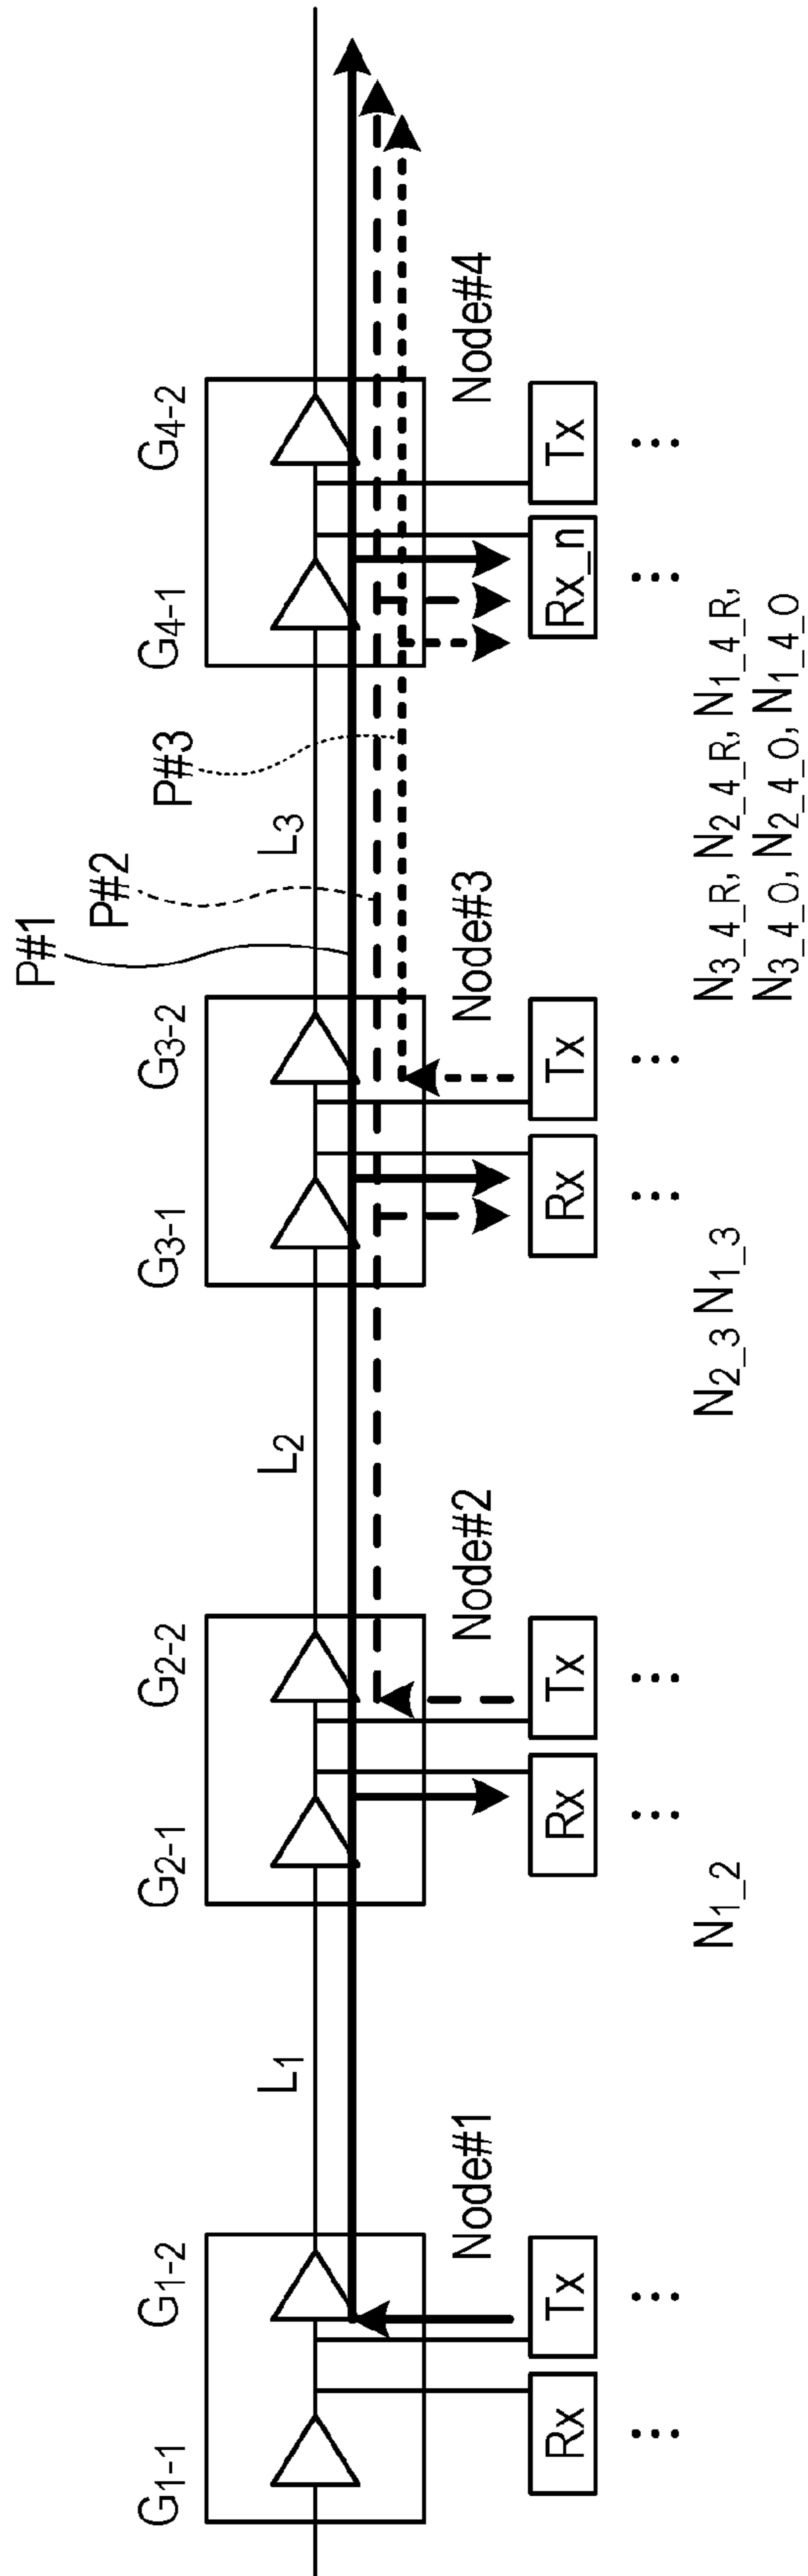 P#1
P#2
P#3
G1-1 G1-2 G2-1 G2-2 G3-1 G3-2 G4-1 G4-2
L1 L2 L3
Node#1 Node#2 Node#3 Node#4
Rx Tx Rx Tx Rx Tx Rx_n Tx
... ... ... ... ... ... ... ...
N1_2 N2_3 N1_3 N3_4_R, N2_4_R, N1_4_R,
N3_4_O, N2_4_O, N1_4_O